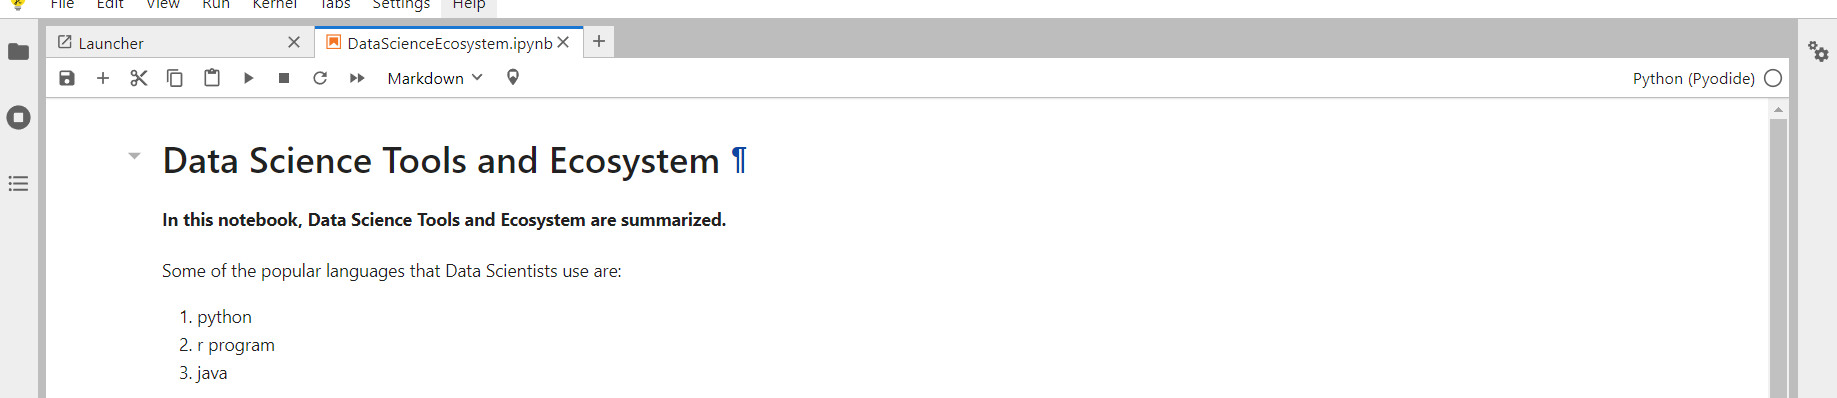 File Edit View Run Kernel Tabs Settings Help
Launcher DataScienceEcosystem.ipynb
Markdown Python (Pyodide)
Data Science Tools and Ecosystem ¶
In this notebook, Data Science Tools and Ecosystem are summarized.
Some of the popular languages that Data Scientists use are:
1. python
2. r program
3. java